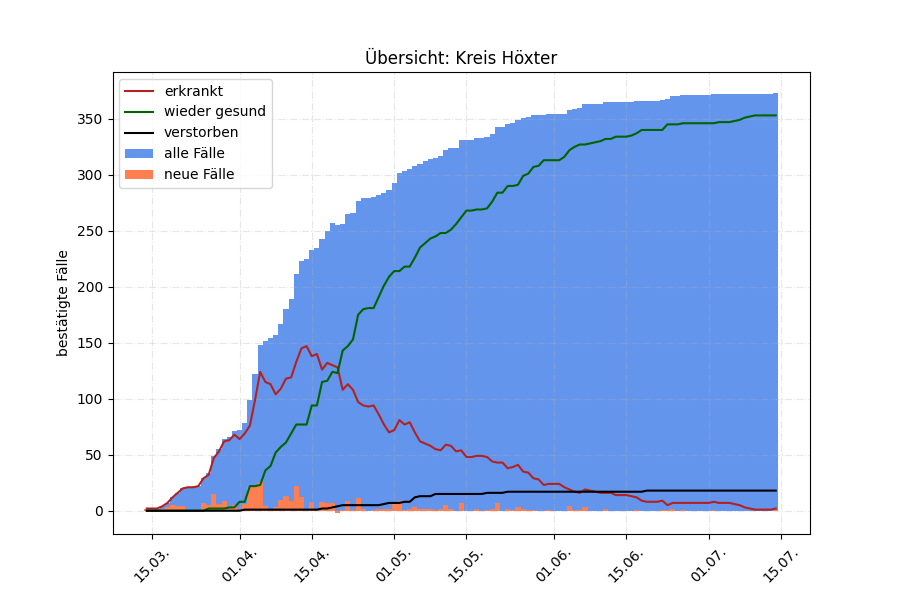 Übersicht: Kreis Höxter
erkrankt
wieder gesund
verstorben
alle Fälle
neue Fälle
bestätigte Fälle
350
300
250
200
150
100
50
0
15.03.
01.04.
15.04.
01.05.
15.05.
01.06.
15.06.
01.07.
15.07.